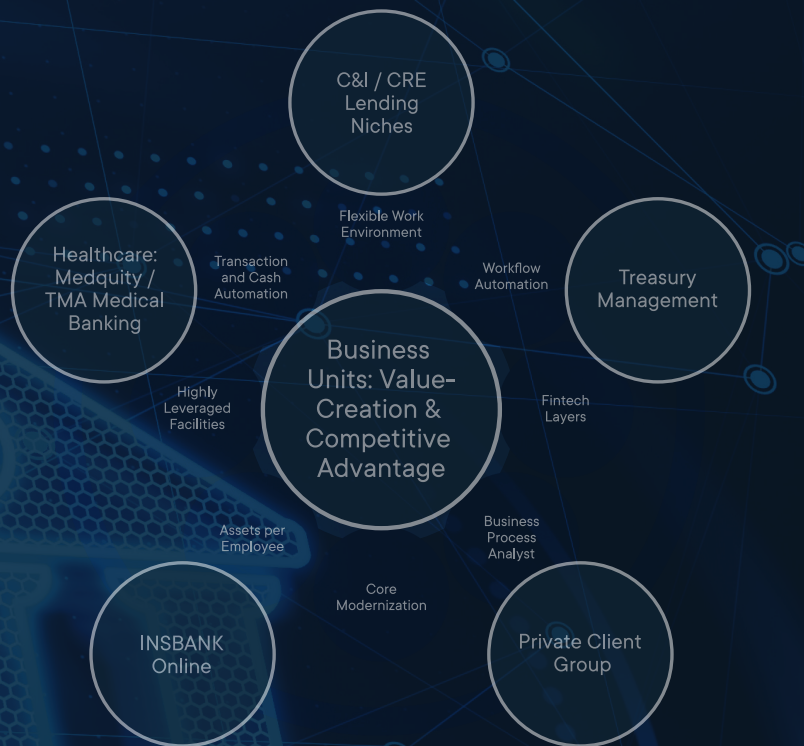 C&I / CRE
Lending
Niches
Flexible Work
Environment
Healthcare:
Medquity /
TMA Medical
Banking
Transaction
and Cash
Automation
Workflow
Automation
Treasury
Management
Business
Units: Value-
Creation &
Competitive
Advantage
Highly
Leveraged
Facilities
Fintech
Layers
Assets per
Employee
Business
Process
Analyst
Core
Modernization
INSBANK
Online
Private Client
Group